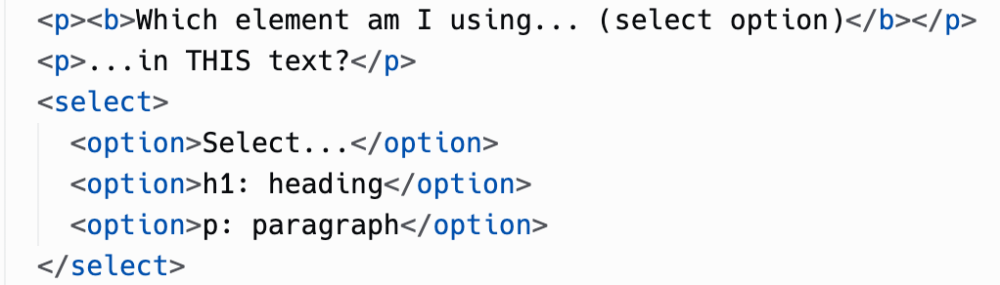 <p><b>Which element am I using... (select option)</b></p>
<p>...in THIS text?</p>
<select>
  <option>Select...</option>
  <option>h1: heading</option>
  <option>p: paragraph</option>
</select>